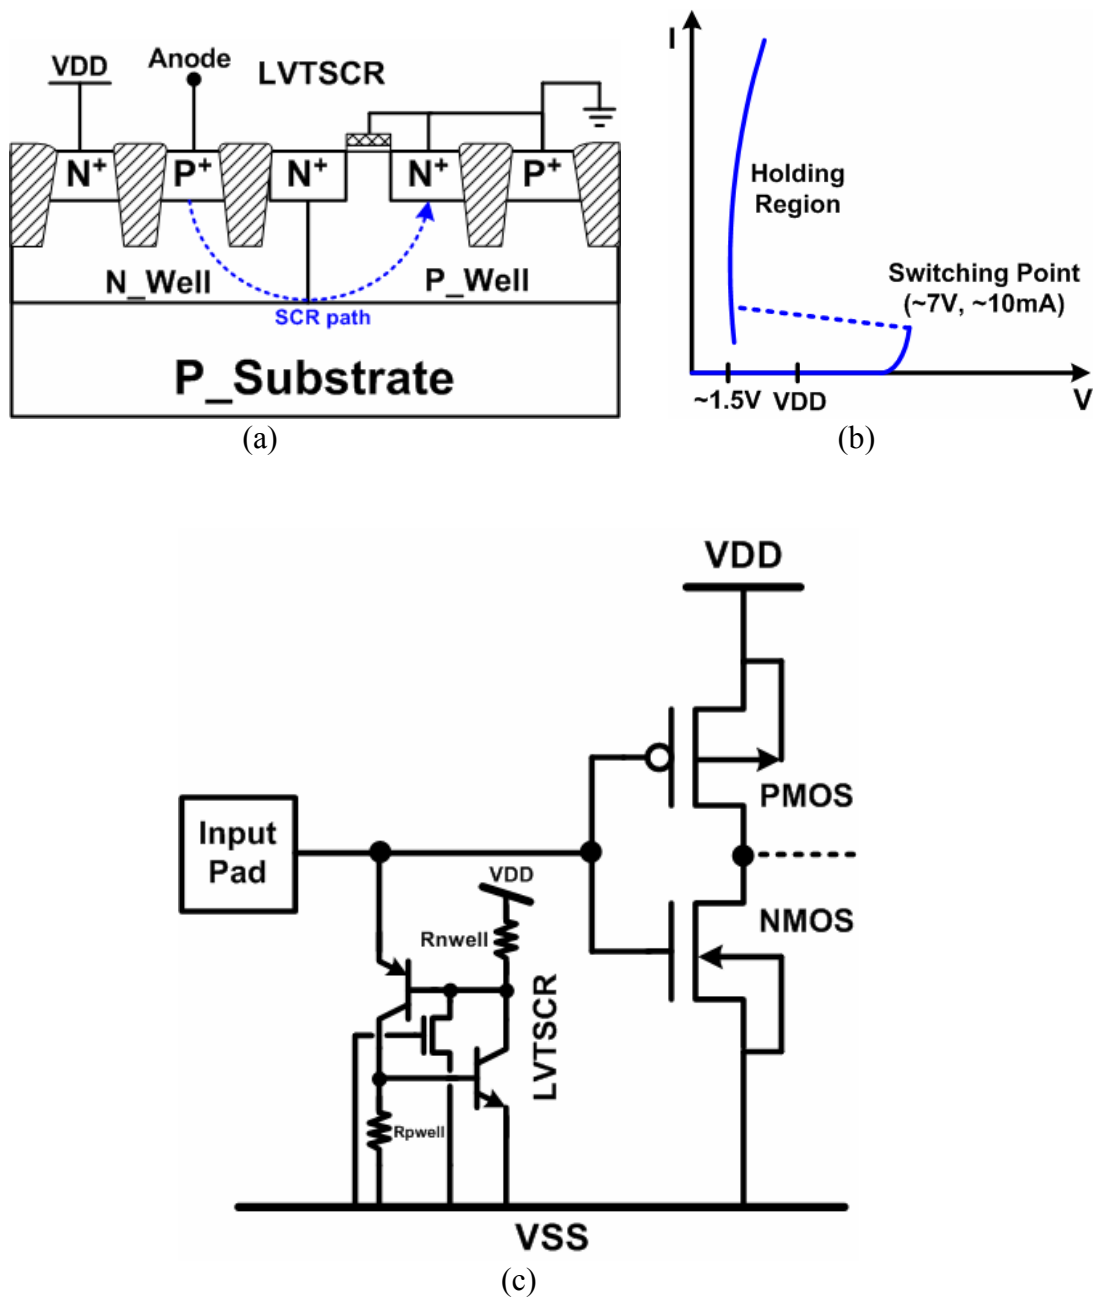 VDD
Anode
LVTSCR
N+ P+ N+ N+ P+
N_Well
P_Well
SCR path
P_Substrate
(a)
I
Holding
Region
Switching Point
(~7V, ~10mA)
~1.5V VDD
V
(b)
VDD
PMOS
Input
Pad
VDD
Rnwell
NMOS
LVTSCR
Rpwell
VSS
(c)